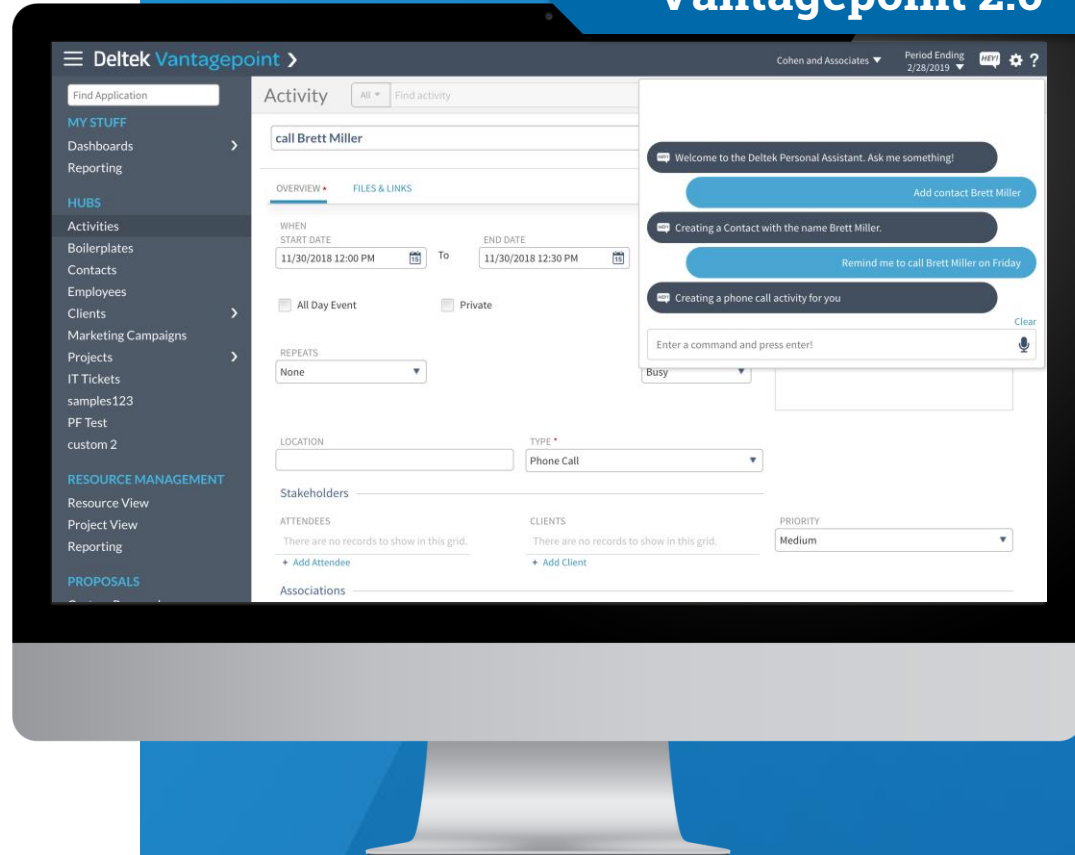 Vantagepoint 2.0
Deltek Vantagepoint
Cohen and Associates
Period Ending
2/28/2019
HEY!
?
Find Application
MY STUFF
Dashboards
Reporting
HUBS
Activities
Boilerplates
Contacts
Employees
Clients
Marketing Campaigns
Projects
IT Tickets
samples123
PF Test
custom 2
RESOURCE MANAGEMENT
Resource View
Project View
Reporting
PROPOSALS
Activity
All
Find activity
call Brett Miller
OVERVIEW
FILES & LINKS
WHEN
START DATE
END DATE
11/30/2018 12:00 PM
15
To
11/30/2018 12:30 PM
15
All Day Event
Private
REPEATS
None
Busy
LOCATION
TYPE *
Phone Call
Stakeholders
ATTENDEES
CLIENTS
PRIORITY
There are no records to show in this grid.
There are no records to show in this grid.
Medium
+ Add Attendee
+ Add Client
Associations
Welcome to the Deltek Personal Assistant. Ask me something!
Add contact Brett Miller
Creating a Contact with the name Brett Miller.
Remind me to call Brett Miller on Friday
Creating a phone call activity for you
Clear
Enter a command and press enter!